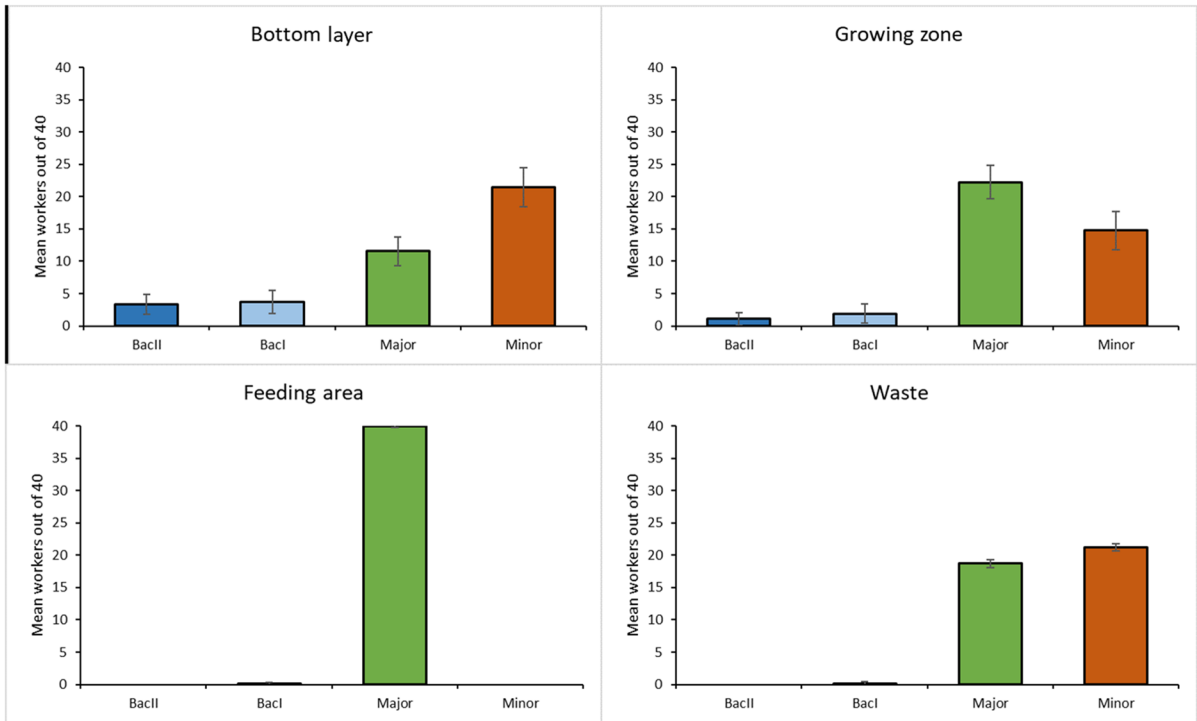 Bottom layer
Mean workers out of 40
40
35
30
25
20
15
10
5
0
BacII
BacI
Major
Minor
Growing zone
Mean workers out of 40
40
35
30
25
20
15
10
5
0
BacII
BacI
Major
Minor
Feeding area
Mean workers out of 40
40
35
30
25
20
15
10
5
0
BacII
BacI
Major
Minor
Waste
Mean workers out of 40
40
35
30
25
20
15
10
5
0
BacII
BacI
Major
Minor